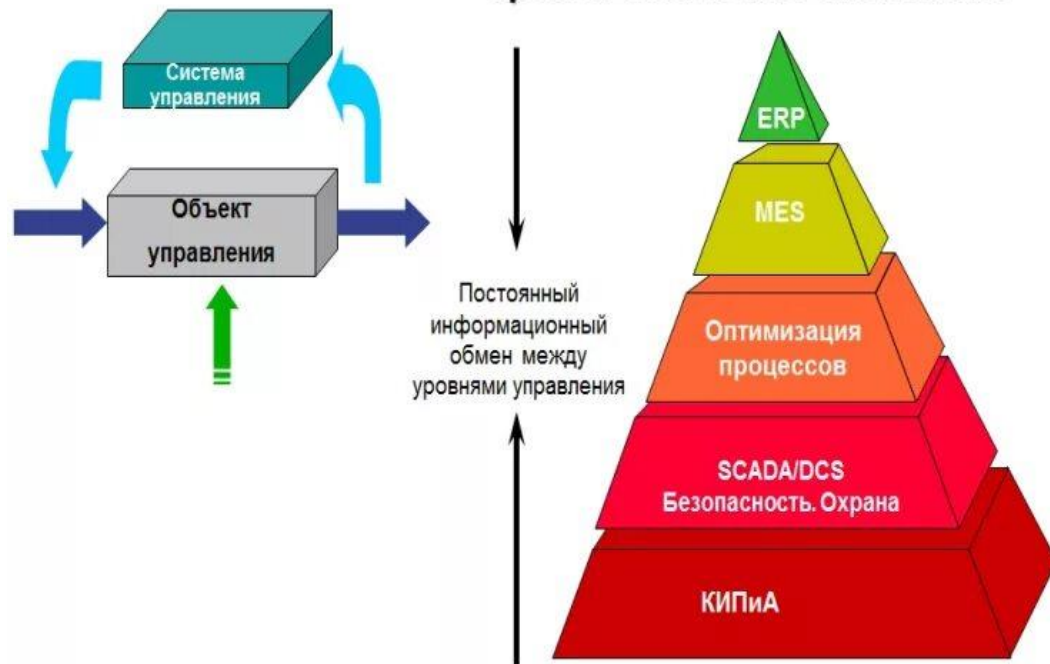 Система
управления
Объект
управления
Постоянный
информационный
обмен между
уровнями управления
ERP
MES
Оптимизация
процессов
SCADA/DCS
Безопасность. Охрана
КИПиА